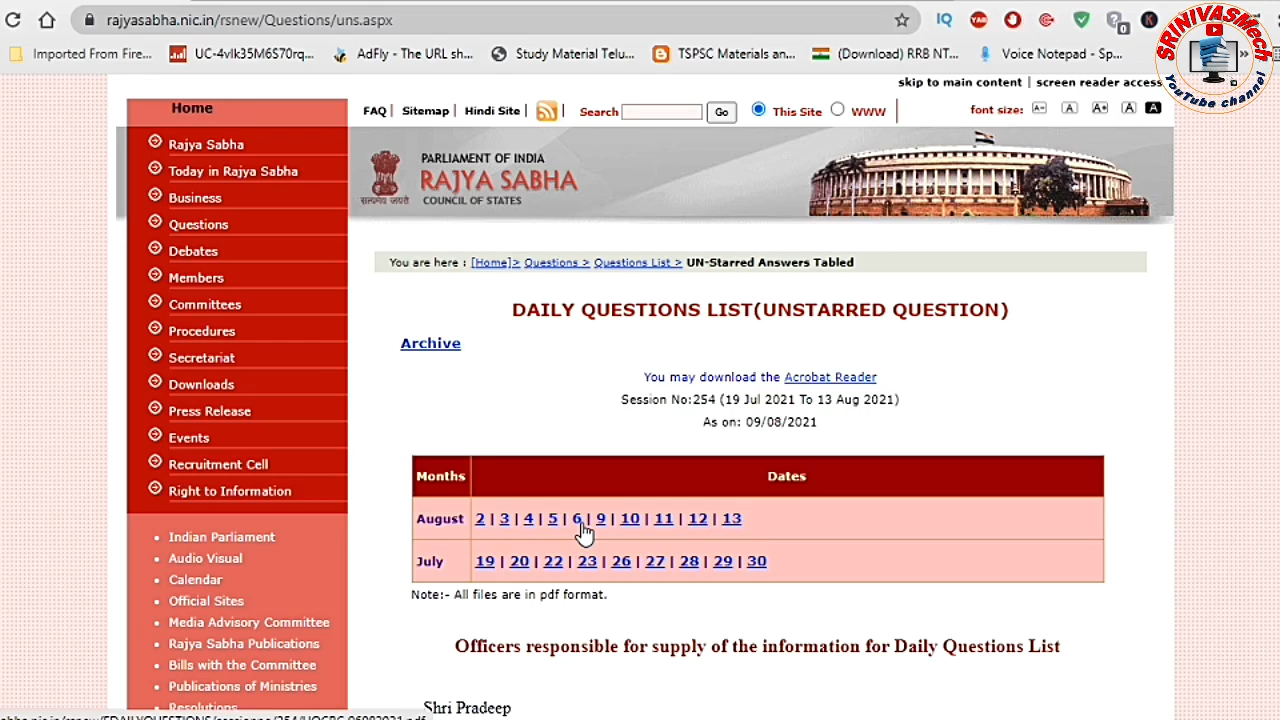 rajyasabha.nic.in/rsnew/Questions/uns.aspx
Imported From Fire... UC-4vlk35M6S70rq... AdFly - The URL sh... Study Material Telu... TSPSC Materials an... (Download) RRB NT... Voice Notepad - Sp...
SRINIVASMech
YouTube channel
skip to main content | screen reader access
Home
FAQ | Sitemap | Hindi Site | Search Go This Site WWW font size: A- A A+ A A
PARLIAMENT OF INDIA
RAJYA SABHA
COUNCIL OF STATES
सत्यमेव जयते
Rajya Sabha
Today in Rajya Sabha
Business
Questions
Debates
Members
Committees
Procedures
Secretariat
Downloads
Press Release
Events
Recruitment Cell
Right to Information
Indian Parliament
Audio Visual
Calendar
Official Sites
Media Advisory Committee
Rajya Sabha Publications
Bills with the Committee
Publications of Ministries
Resolutions
You are here : [Home]> Questions > Questions List > UN-Starred Answers Tabled
DAILY QUESTIONS LIST(UNSTARRED QUESTION)
Archive
You may download the Acrobat Reader
Session No:254 (19 Jul 2021 To 13 Aug 2021)
As on: 09/08/2021
Months Dates
August 2 | 3 | 4 | 5 | 6 | 9 | 10 | 11 | 12 | 13
July 19 | 20 | 22 | 23 | 26 | 27 | 28 | 29 | 30
Note:- All files are in pdf format.
Officers responsible for supply of the information for Daily Questions List
Shri Pradeep